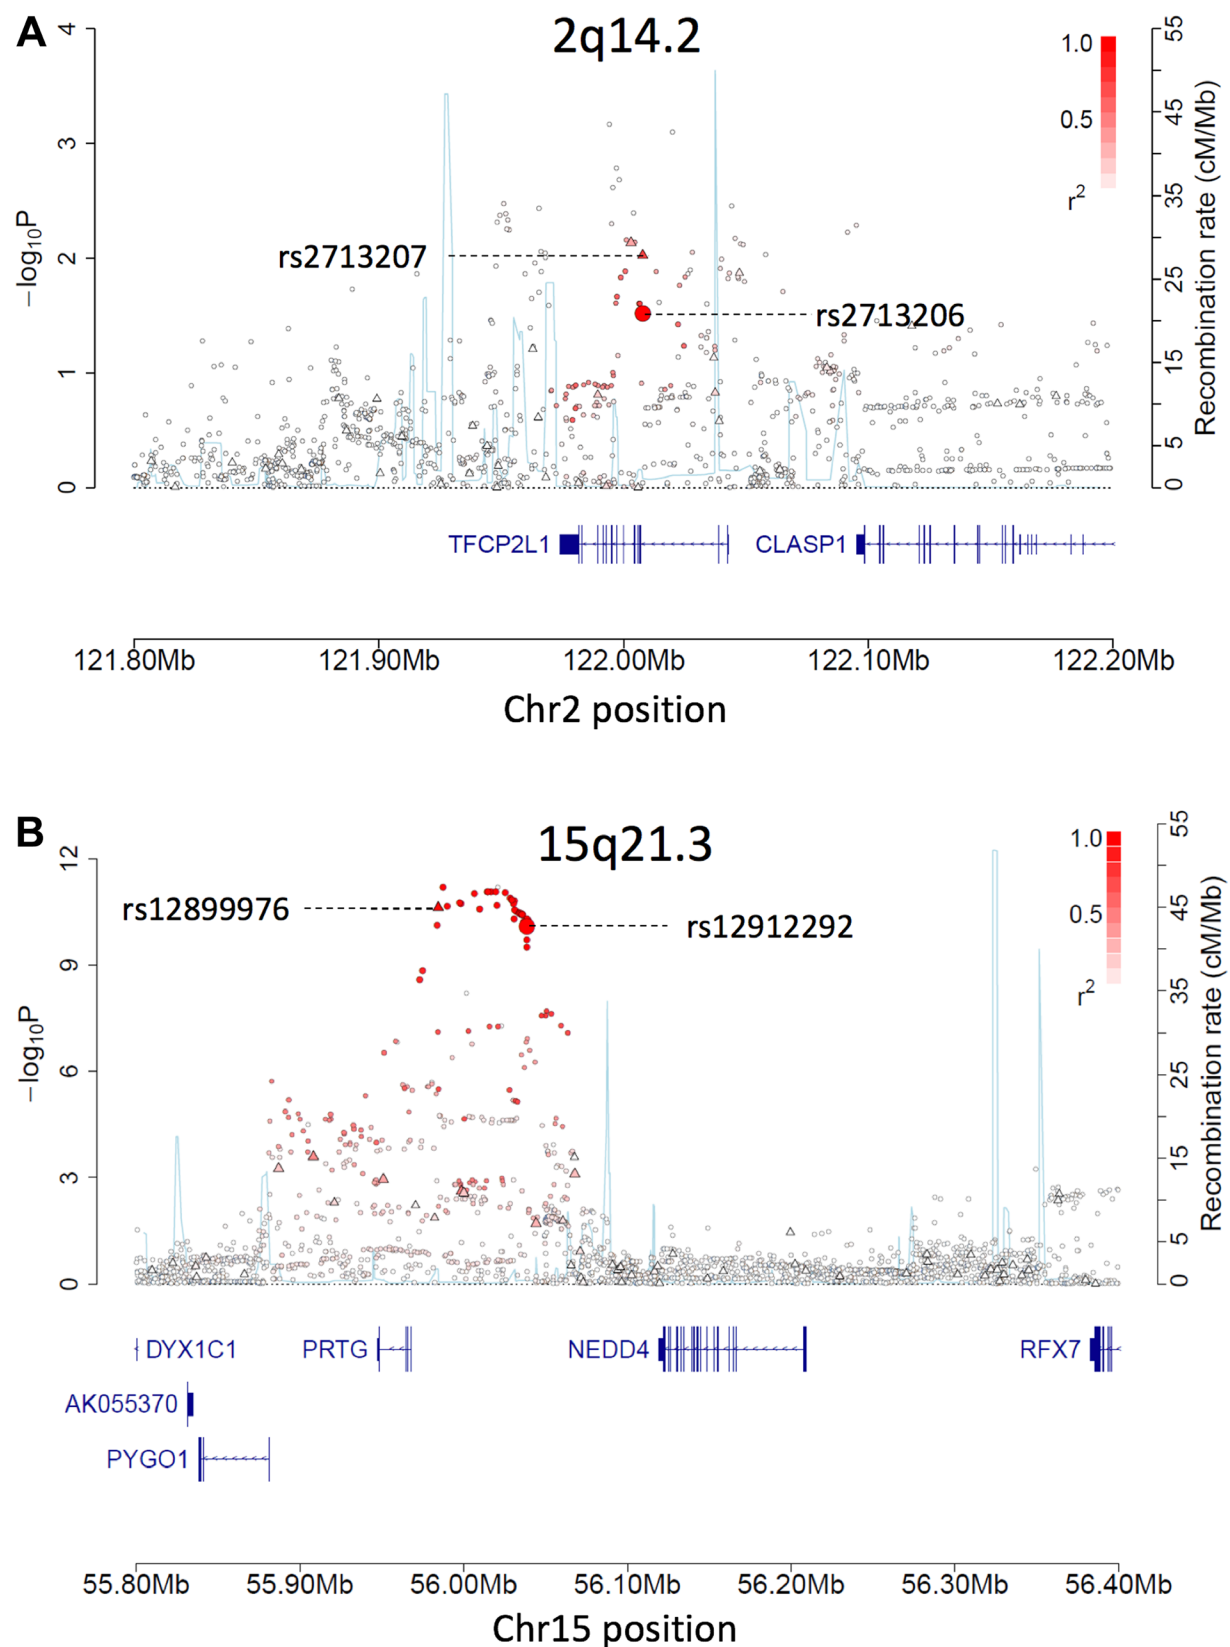 A
2q14.2
4
3
2
1
0
−log10P
1.0
0.5
r2
55
45
35
25
15
5
0
Recombination rate (cM/Mb)
rs2713207
rs2713206
TFCP2L1
CLASP1
121.80Mb 121.90Mb 122.00Mb 122.10Mb 122.20Mb
Chr2 position
B
15q21.3
12
9
6
3
0
−log10P
1.0
0.5
r2
55
45
35
25
15
5
0
Recombination rate (cM/Mb)
rs12899976
rs12912292
DYX1C1 PRTG NEDD4 RFX7
AK055370
PYGO1
55.80Mb 55.90Mb 56.00Mb 56.10Mb 56.20Mb 56.30Mb 56.40Mb
Chr15 position